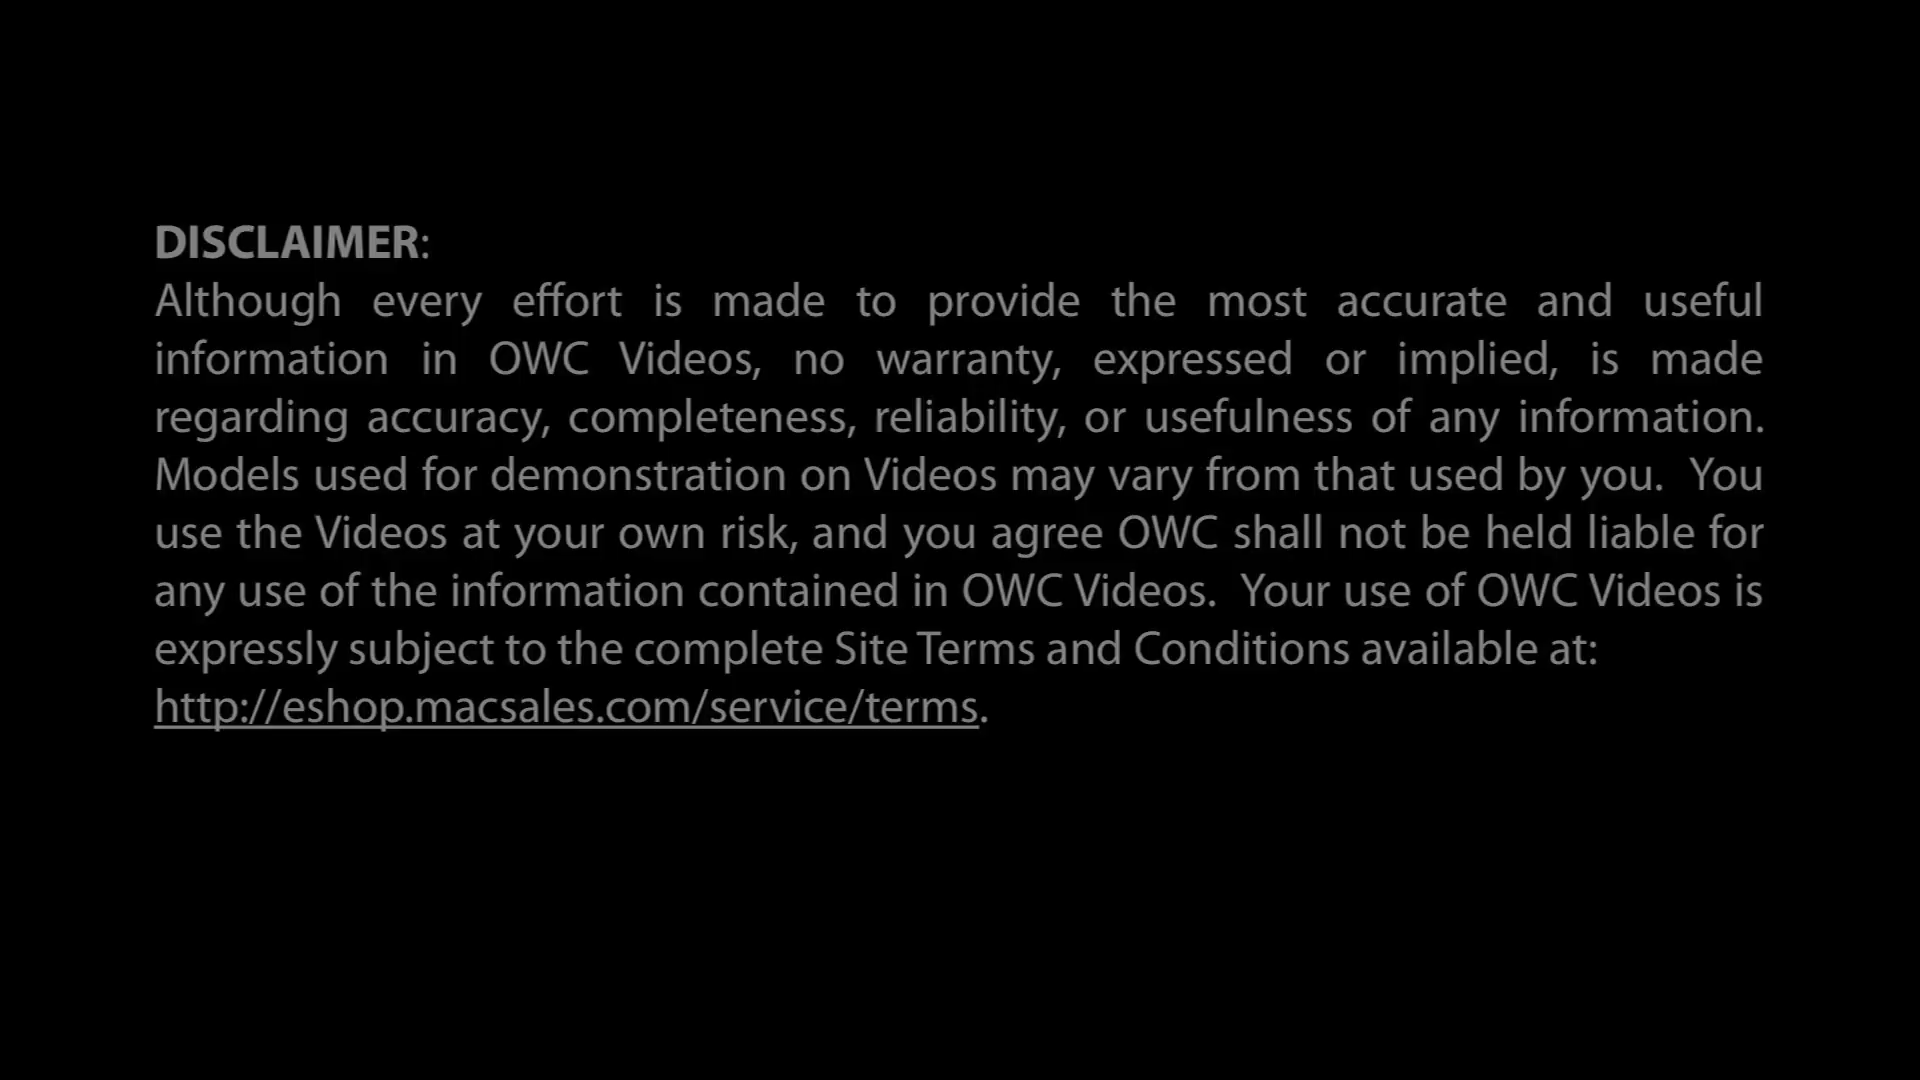 DISCLAIMER:
Although every effort is made to provide the most accurate and useful
information in OWC Videos, no warranty, expressed or implied, is made
regarding accuracy, completeness, reliability, or usefulness of any information.
Models used for demonstration on Videos may vary from that used by you.  You
use the Videos at your own risk, and you agree OWC shall not be held liable for
any use of the information contained in OWC Videos.  Your use of OWC Videos is
expressly subject to the complete Site Terms and Conditions available at:
http://eshop.macsales.com/service/terms.